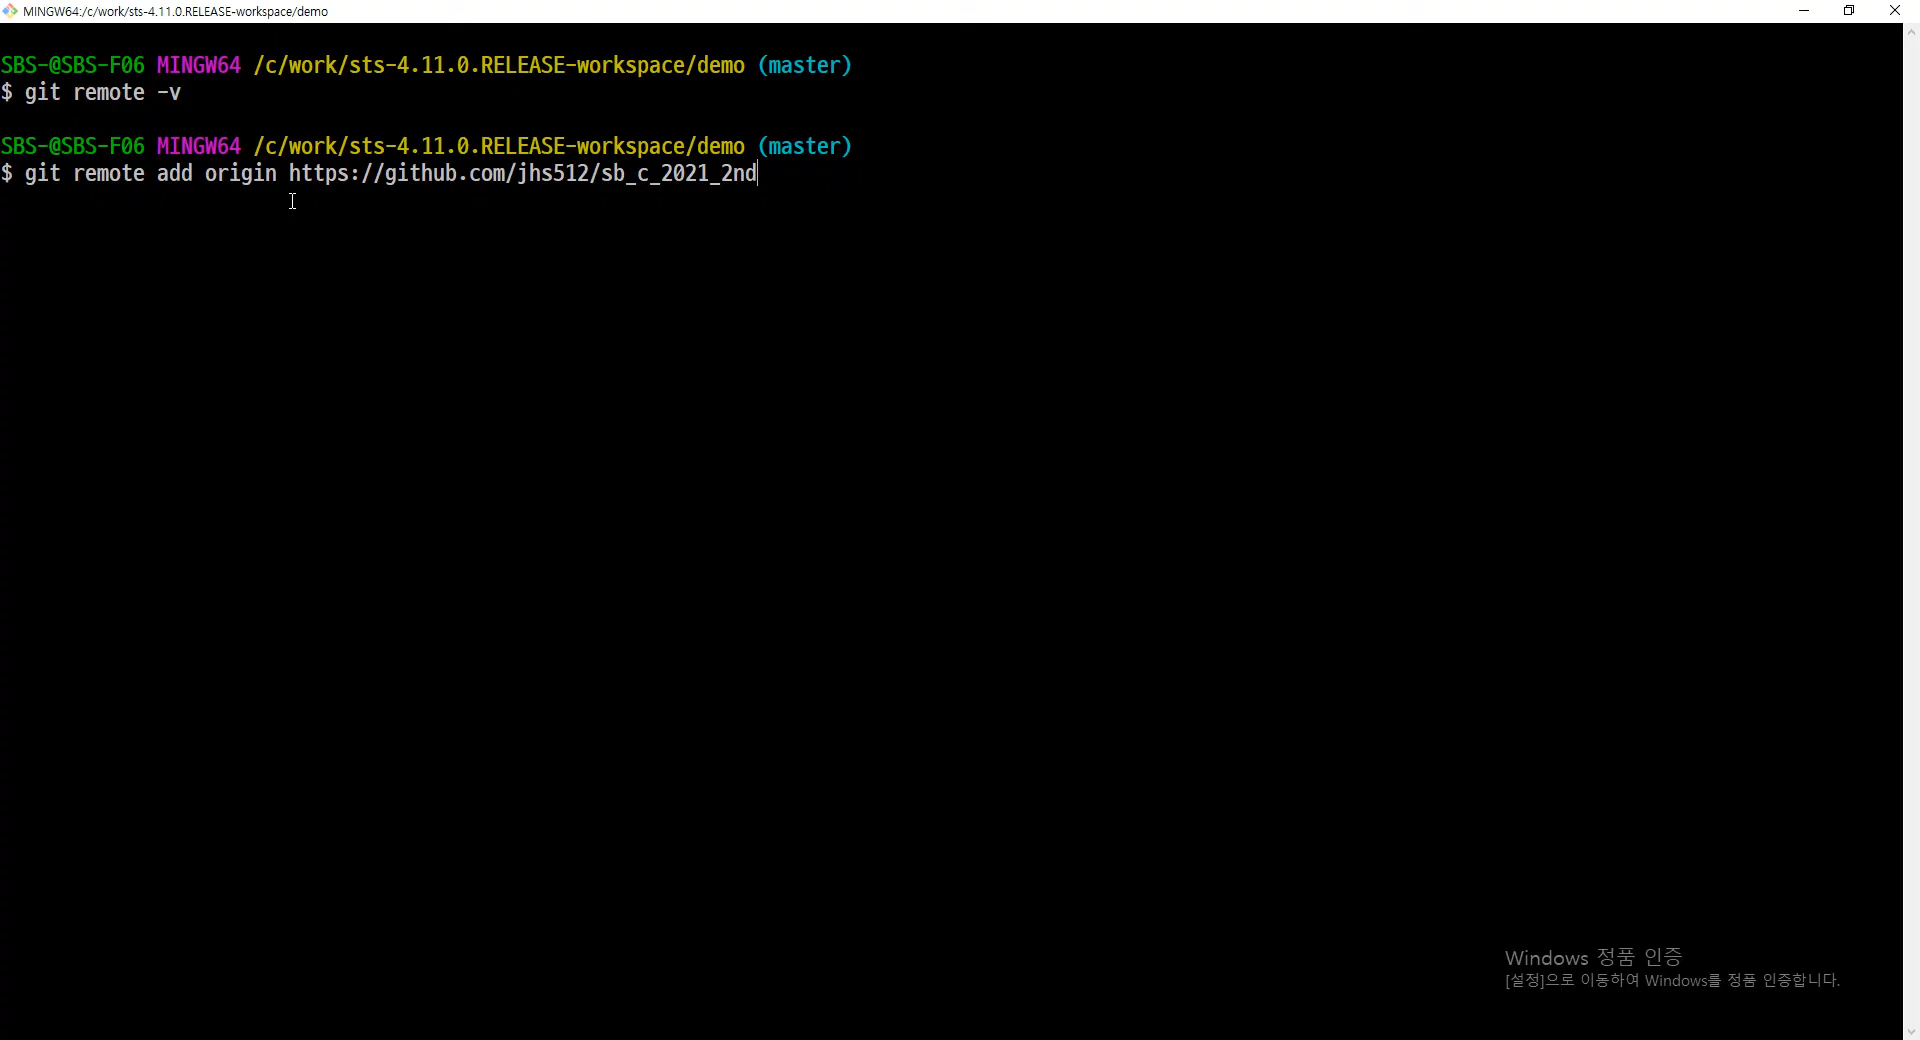 MINGW64:/c/work/sts-4.11.0.RELEASE-workspace/demo
SBS-@SBS-F06 MINGW64 /c/work/sts-4.11.0.RELEASE-workspace/demo (master)
$ git remote -v
SBS-@SBS-F06 MINGW64 /c/work/sts-4.11.0.RELEASE-workspace/demo (master)
$ git remote add origin https://github.com/jhs512/sb_c_2021_2nd
Windows 정품 인증
[설정]으로 이동하여 Windows를 정품 인증합니다.